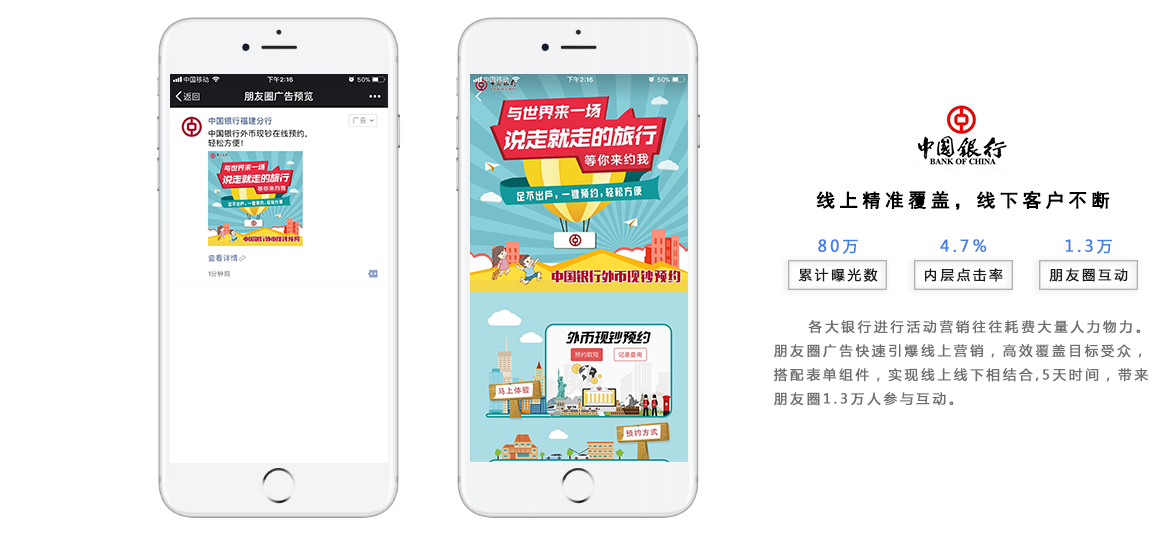 中国移动
下午2:16
50%
返回
朋友圈广告预览
中国银行福建分行
广告
中国银行外币现钞在线预约，
轻松方便！
与世界来一场
说走就走的旅行
等你来约我
足不出户，一键预约，轻松方便
中国银行外币现钞预约
查看详情
1分钟前
中国移动
下午2:16
50%
中国银行
BANK OF CHINA
与世界来一场
说走就走的旅行
等你来约我
足不出戶，一鍵预约，轻松方便
中国银行外币现钞预约
外币现钞预约
预约取现
记录查询
马上体验
预约方式
中国银行
BANK OF CHINA
线上精准覆盖，线下客户不断
80万
4.7%
1.3万
累计曝光数
内层点击率
朋友圈互动
各大银行进行活动营销往往耗费大量人力物力。
朋友圈广告快速引爆线上营销，高效覆盖目标受众，
搭配表单组件，实现线上线下相结合,5天时间，带来
朋友圈1.3万人参与互动。